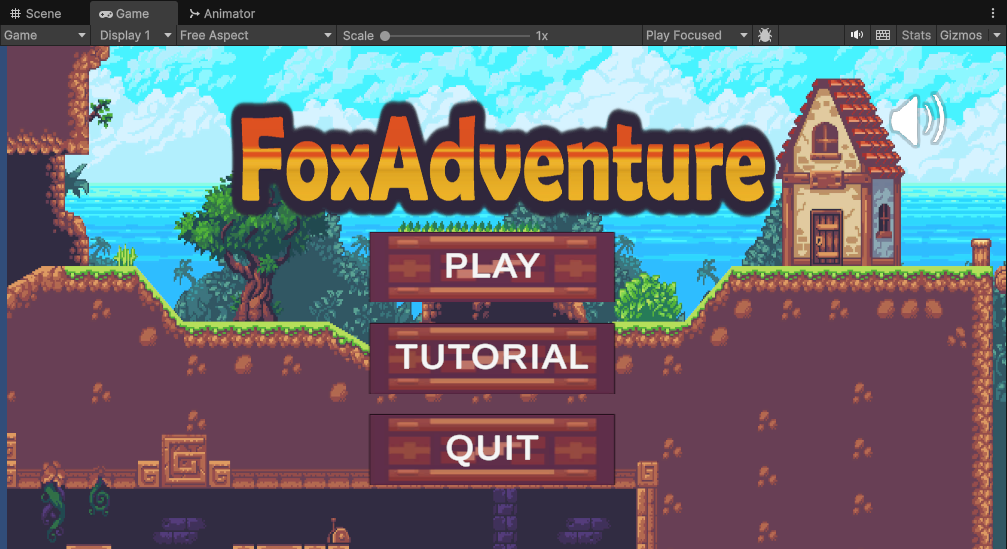 Scene Game Animator
Game Display 1 Free Aspect Scale 1x Play Focused Stats Gizmos
FoxAdventure
PLAY
TUTORIAL
QUIT